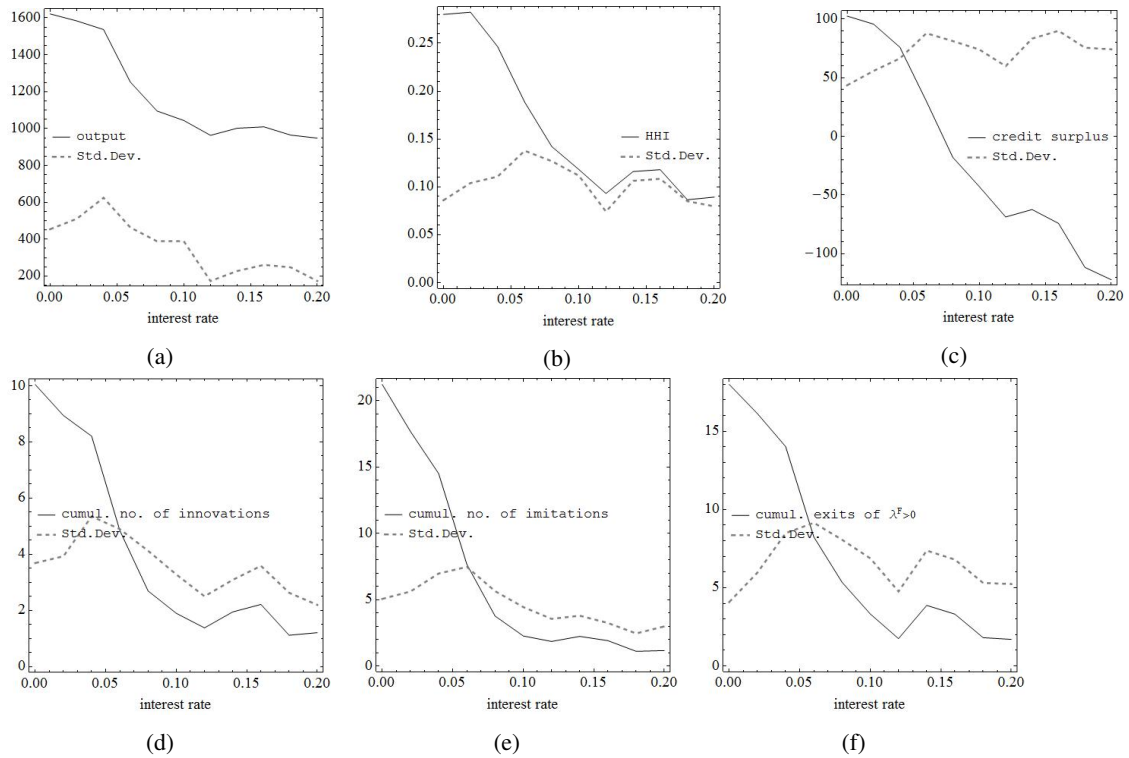 1600
1400
1200
1000
800
600
400
200
output
Std.Dev.
0.00 0.05 0.10 0.15 0.20
interest rate
(a)
0.25
0.20
0.15
0.10
0.05
0.00
HHI
Std.Dev.
0.00 0.05 0.10 0.15 0.20
interest rate
(b)
100
50
0
−50
−100
credit surplus
Std.Dev.
0.00 0.05 0.10 0.15 0.20
interest rate
(c)
10
8
6
4
2
0
cumul. no. of innovations
Std.Dev.
0.00 0.05 0.10 0.15 0.20
interest rate
(d)
20
15
10
5
0
cumul. no. of imitations
Std.Dev.
0.00 0.05 0.10 0.15 0.20
interest rate
(e)
15
10
5
0
cumul. exits of λF>0
Std.Dev.
0.00 0.05 0.10 0.15 0.20
interest rate
(f)